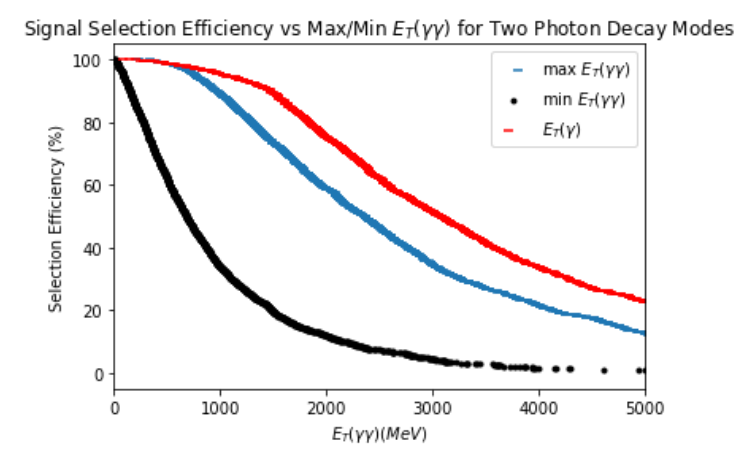 Signal Selection Efficiency vs Max/Min E_T(γγ) for Two Photon Decay Modes
100
80
60
40
20
0
Selection Efficiency (%)
max E_T(γγ)
min E_T(γγ)
E_T(γ)
0 1000 2000 3000 4000 5000
E_T(γγ)(MeV)